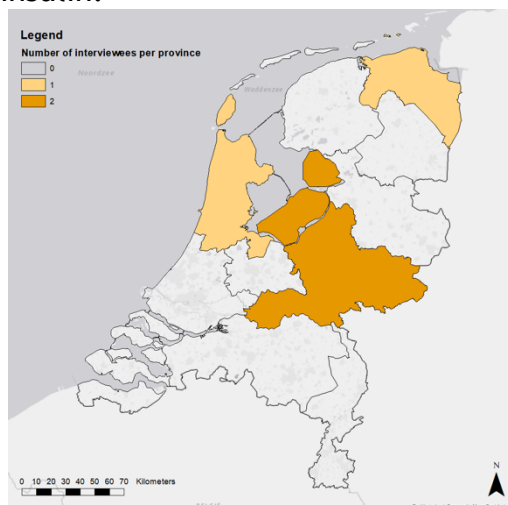 Legend
Number of interviewees per province
0
Noordzee
1
Waddenzee
2
N
0 10 20 30 40 50 60 70 Kilometers